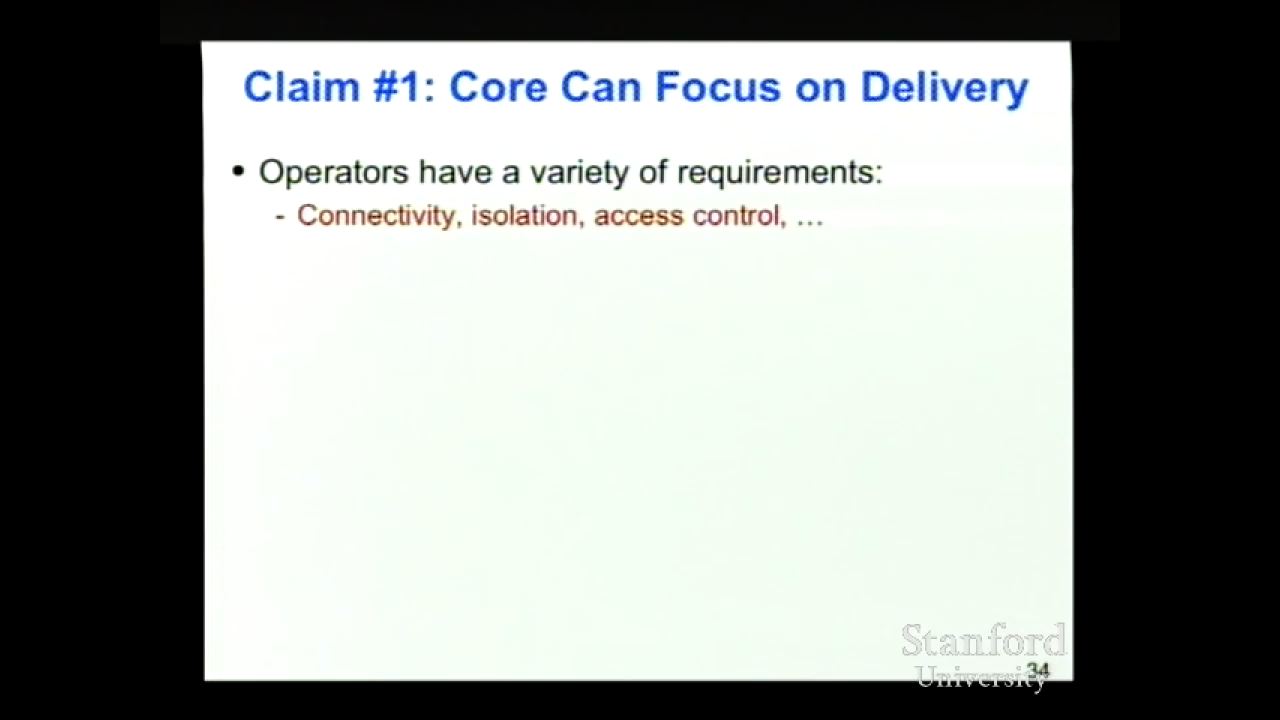 Claim #1: Core Can Focus on Delivery
• Operators have a variety of requirements:
- Connectivity, isolation, access control, …
Stanford
University
34